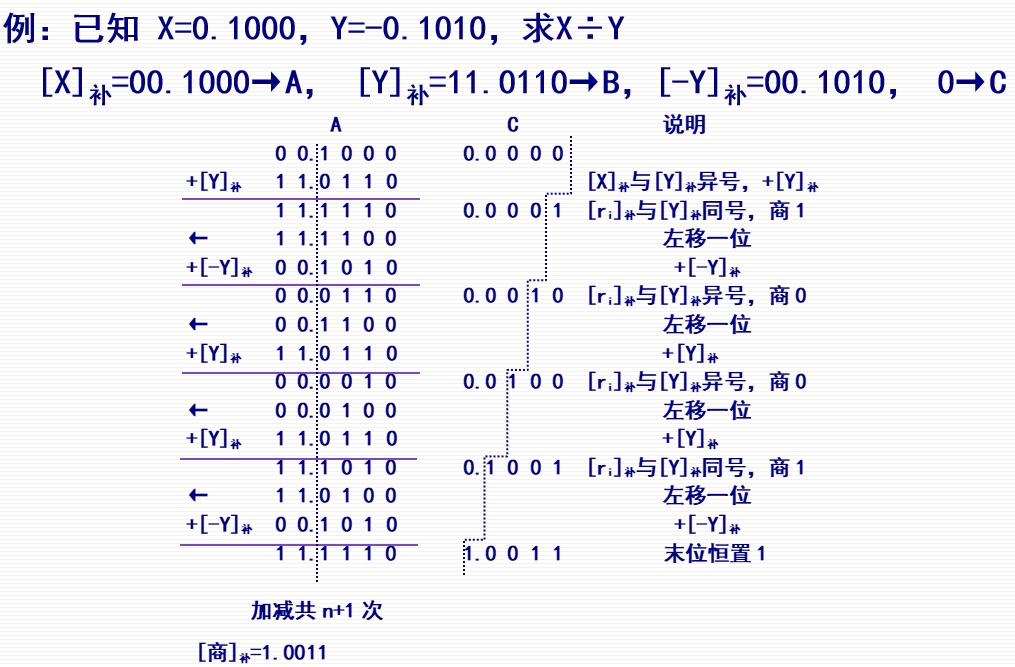 例：已知 X=0.1000，Y=-0.1010，求X÷Y
[X]补=00.1000→A， [Y]补=11.0110→B，[-Y]补=00.1010， 0→C
A C 说明
0 0.1 0 0 0 0.0 0 0 0
+[Y]补 1 1.0 1 1 0 [X]补与[Y]补异号，+[Y]补
1 1.1 1 1 0 0.0 0 0 1 [ri]补与[Y]补同号，商1
← 1 1.1 1 0 0 左移一位
+[-Y]补 0 0.1 0 1 0 +[-Y]补
0 0.0 1 1 0 0.0 0 1 0 [ri]补与[Y]补异号，商0
← 0 0.1 1 0 0 左移一位
+[Y]补 1 1.0 1 1 0 +[Y]补
0 0.0 0 1 0 0.0 1 0 0 [ri]补与[Y]补异号，商0
← 0 0.0 1 0 0 左移一位
+[Y]补 1 1.0 1 1 0 +[Y]补
1 1.1 0 1 0 0.1 0 0 1 [ri]补与[Y]补同号，商1
← 1 1.0 1 0 0 左移一位
+[-Y]补 0 0.1 0 1 0 +[-Y]补
1 1.1 1 1 0 1.0 0 1 1 末位恒置1
加减共 n+1 次
[商]补=1.0011